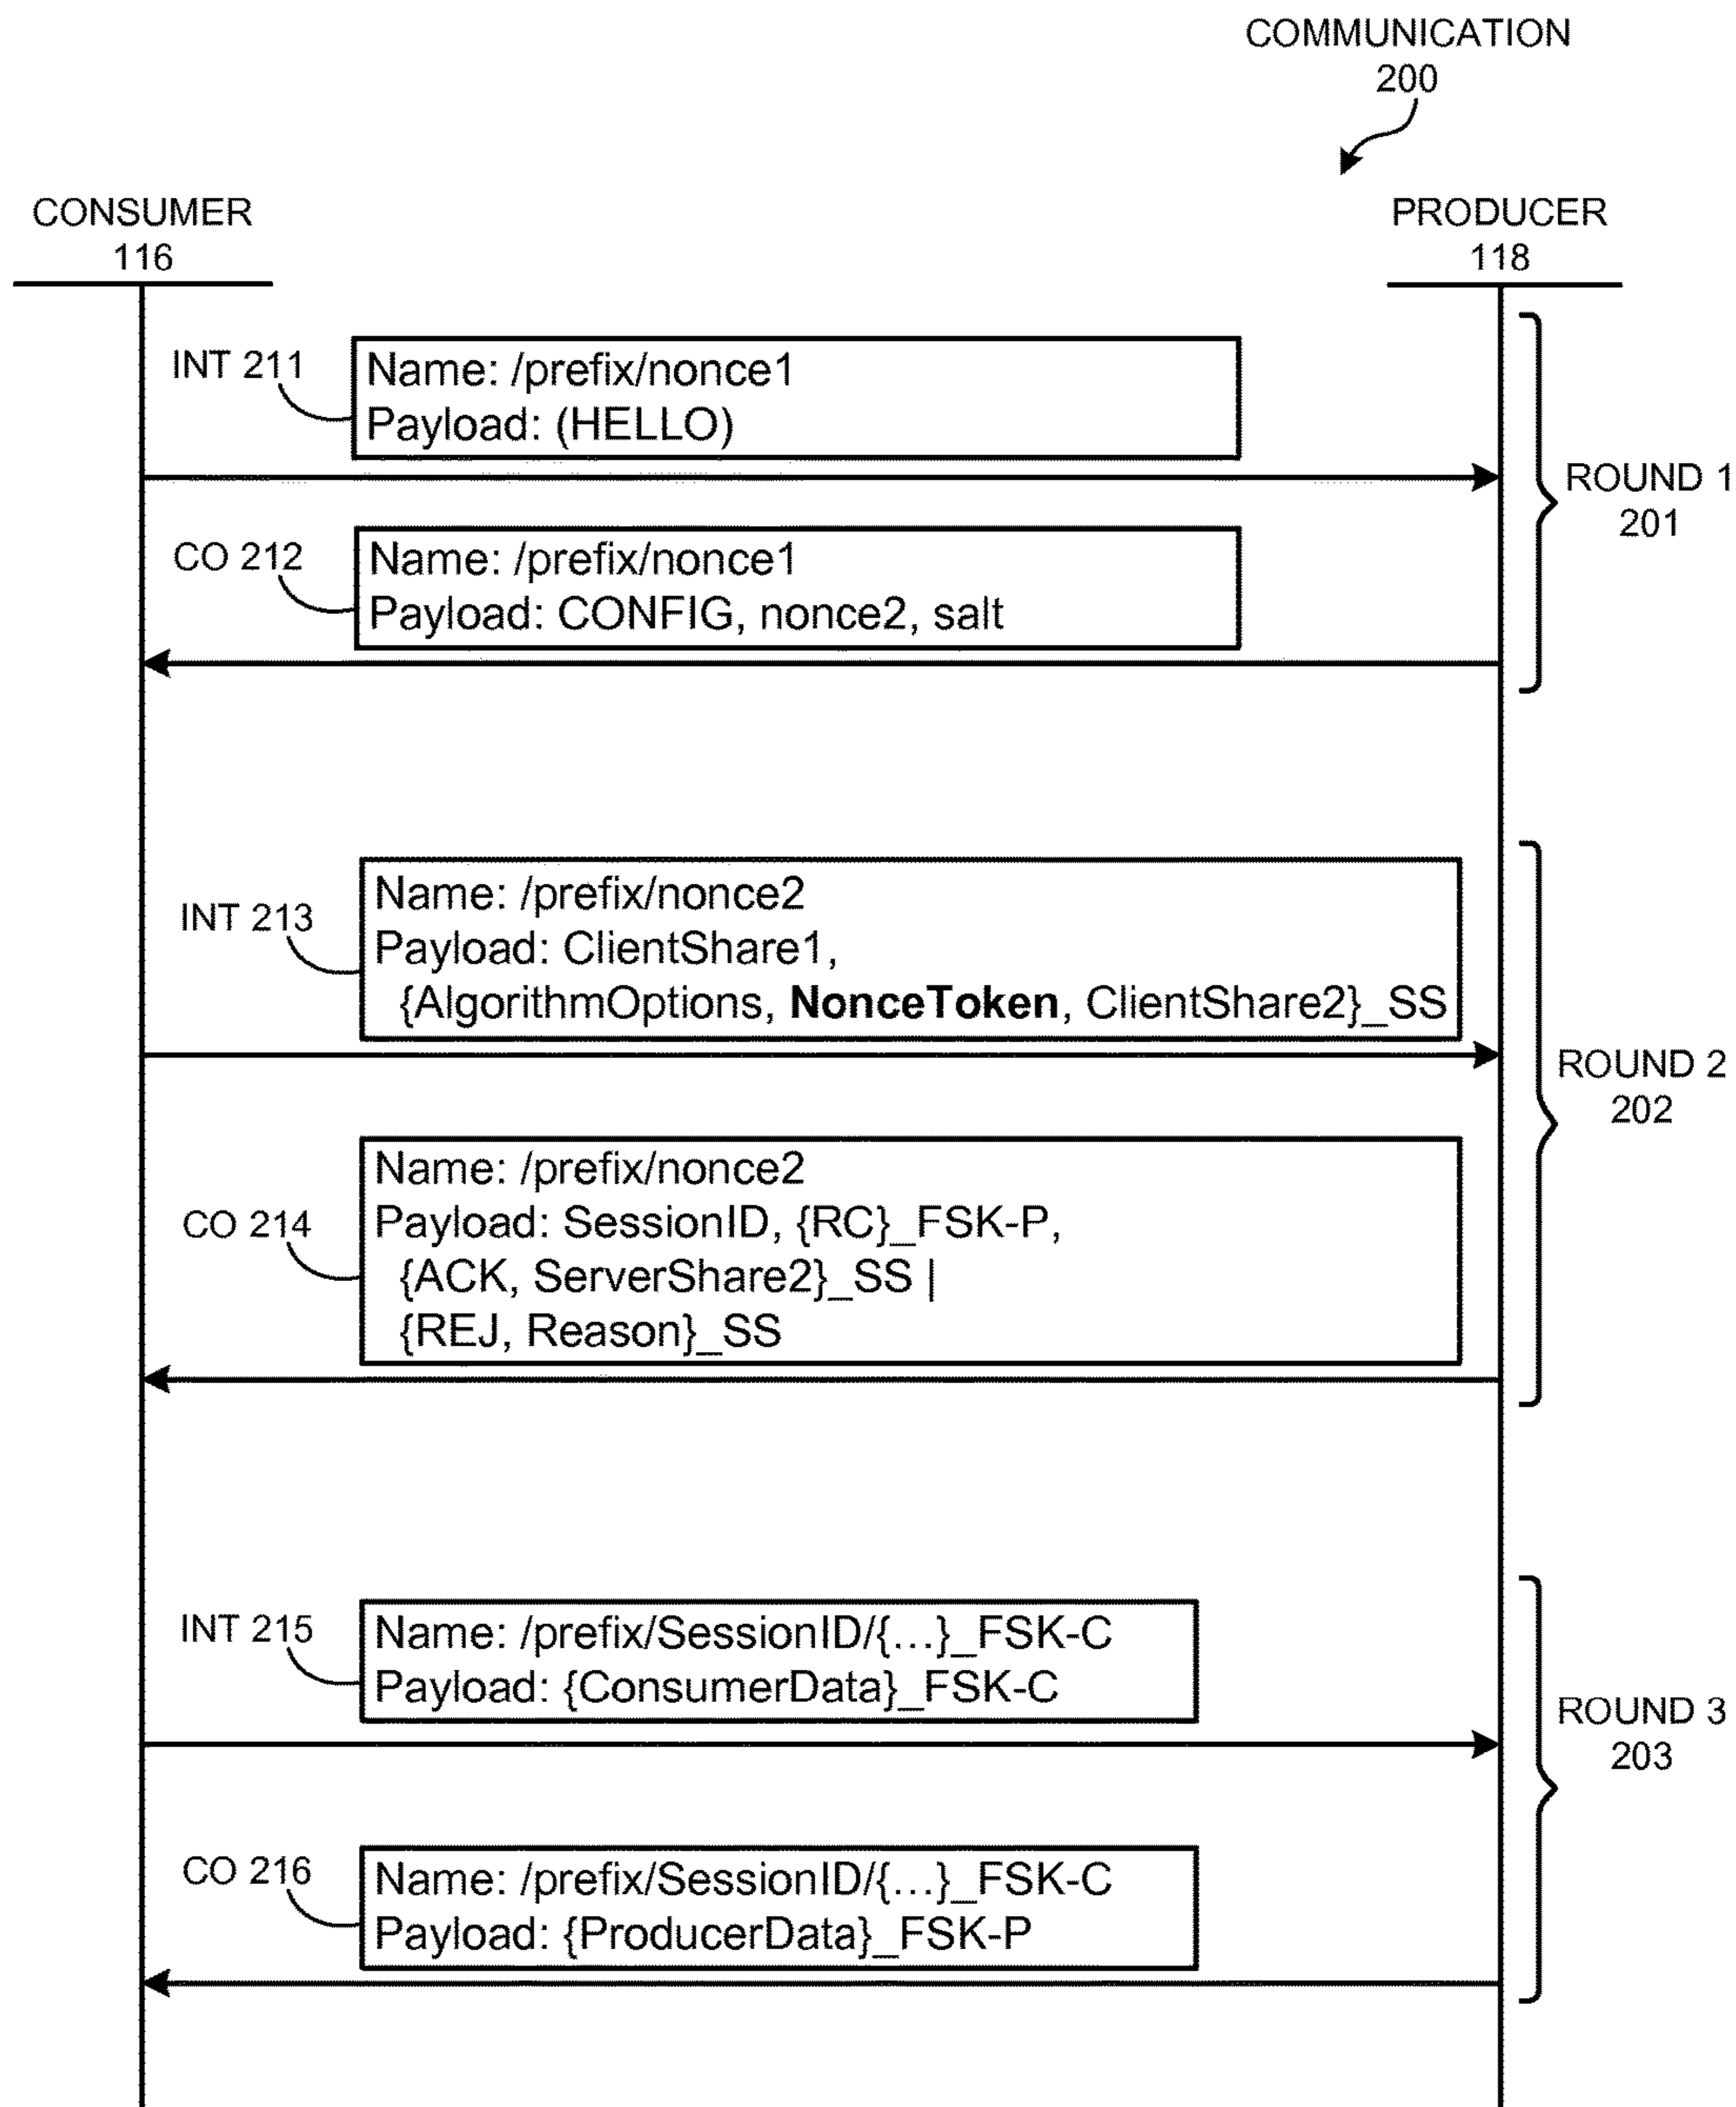 COMMUNICATION
200
CONSUMER
116
PRODUCER
118
INT 211
Name: /prefix/nonce1
Payload: (HELLO)
ROUND 1
201
CO 212
Name: /prefix/nonce1
Payload: CONFIG, nonce2, salt
INT 213
Name: /prefix/nonce2
Payload: ClientShare1,
{AlgorithmOptions, NonceToken, ClientShare2}_SS
ROUND 2
202
CO 214
Name: /prefix/nonce2
Payload: SessionID, {RC}_FSK-P,
{ACK, ServerShare2}_SS |
{REJ, Reason}_SS
INT 215
Name: /prefix/SessionID/{...}_FSK-C
Payload: {ConsumerData}_FSK-C
ROUND 3
203
CO 216
Name: /prefix/SessionID/{...}_FSK-C
Payload: {ProducerData}_FSK-P